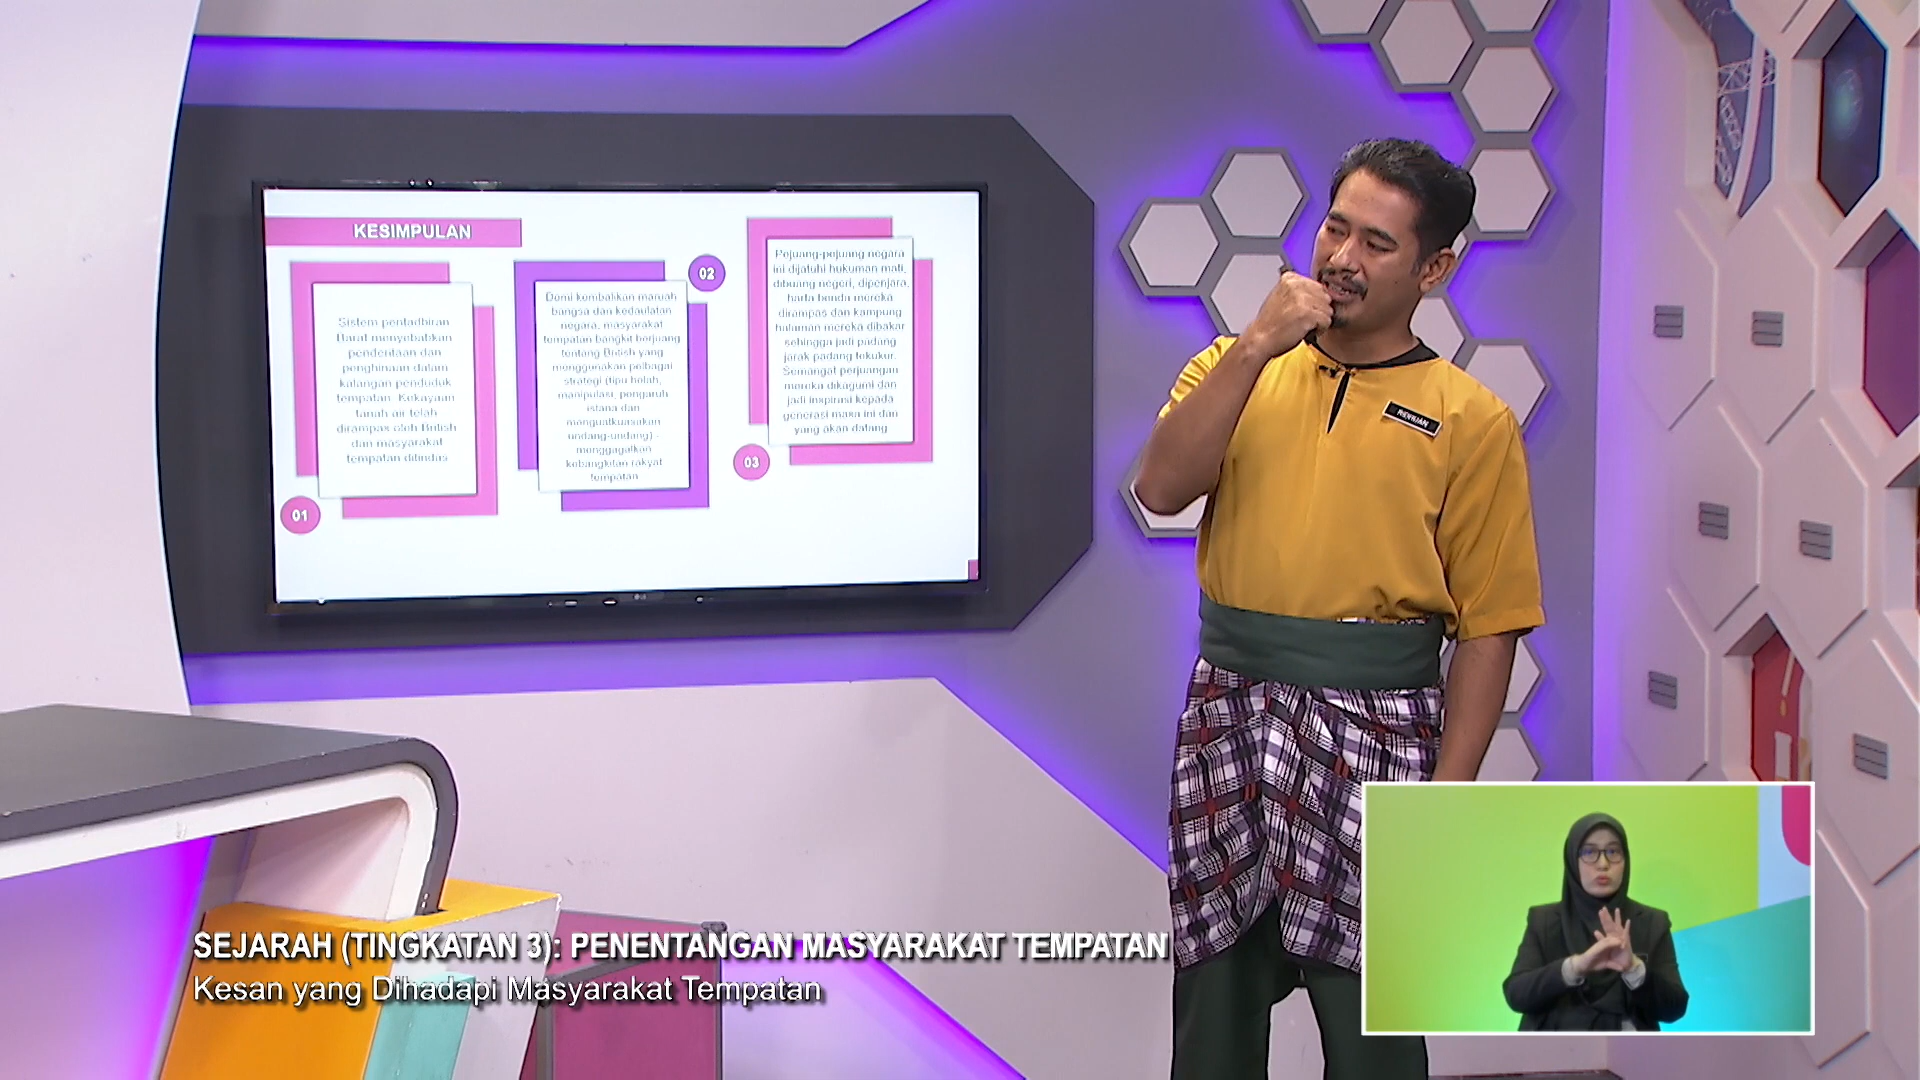 KESIMPULAN
Sistem pentadbiran
Barat menyebabkan
penderitaan dan
penghinaan dalam
kalangan penduduk
tempatan. Kekayaan
tanah air telah
dirampas oleh British
dan masyarakat
tempatan ditindas
01
02
Demi kembalikan maruah
bangsa dan kedaulatan
negara, masyarakat
tempatan bangkit berjuang
tentang British yang
menggunakan pelbagai
strategi (tipu helah,
manipulasi, pengaruh
istana dan
menguatkuasakan
undang-undang) -
menggagalkan
kebangkitan rakyat
tempatan
Pejuang-pejuang negara
ini dijatuhi hukuman mati,
dibuang negeri, dipenjara,
harta benda mereka
dirampas dan kampung
halaman mereka dibakar
sehingga jadi padang
jarak padang tekukur.
Semangat perjuangan
mereka dikagumi dan
jadi inspirasi kepada
generasi masa ini dan
yang akan datang
03
RIDHUAN
SEJARAH (TINGKATAN 3): PENENTANGAN MASYARAKAT TEMPATAN
Kesan yang Dihadapi Masyarakat Tempatan